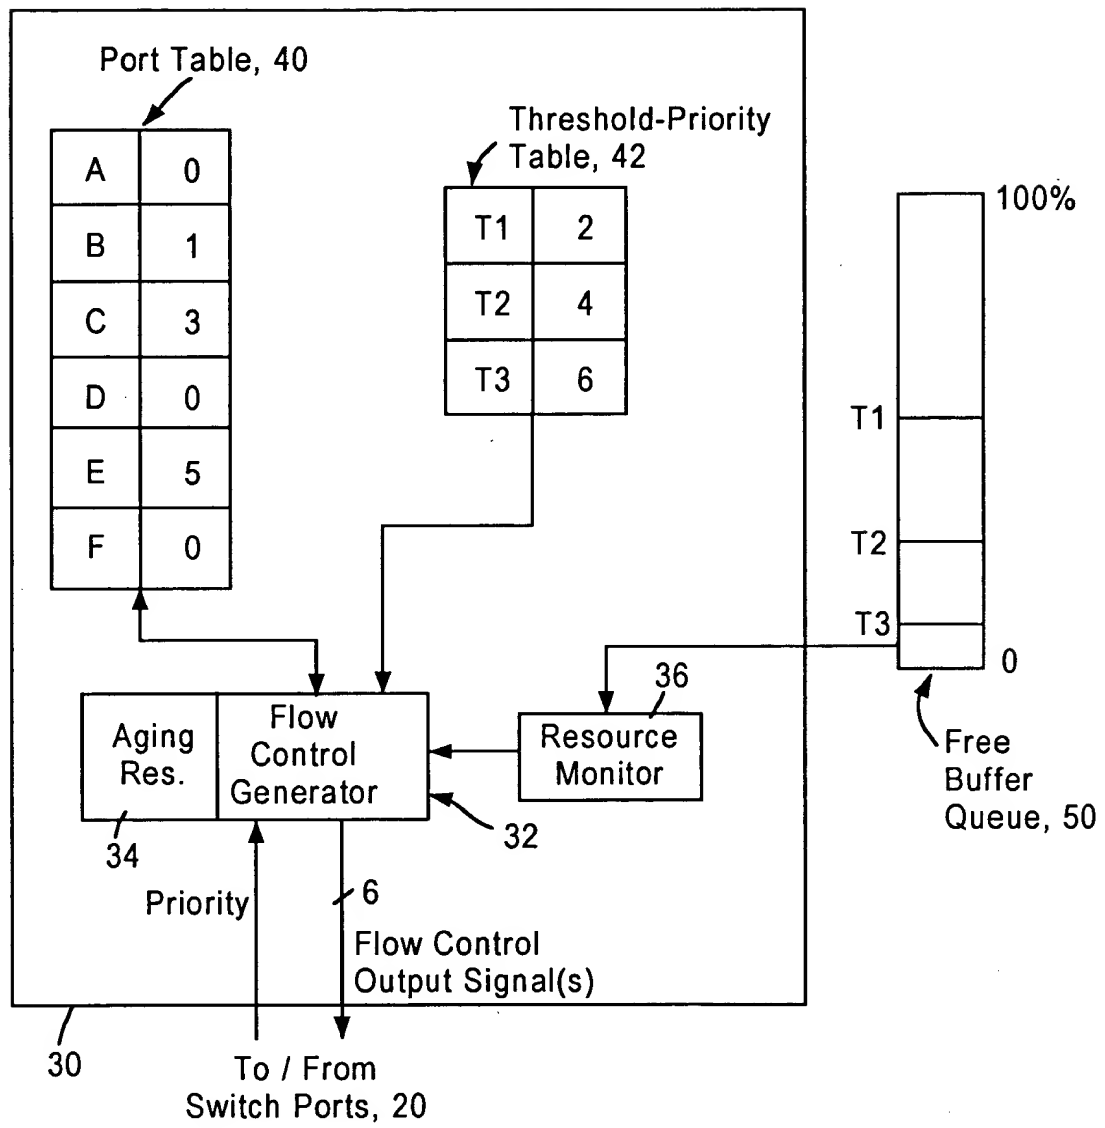 Port Table, 40
A 0
B 1
C 3
D 0
E 5
F 0
Threshold-Priority
Table, 42
T1 2
T2 4
T3 6
100%
T1
T2
T3
0
Free
Buffer
Queue, 50
Aging
Res.
34
Flow
Control
Generator
32
36
Resource
Monitor
Priority
6
Flow Control
Output Signal(s)
30
To / From
Switch Ports, 20